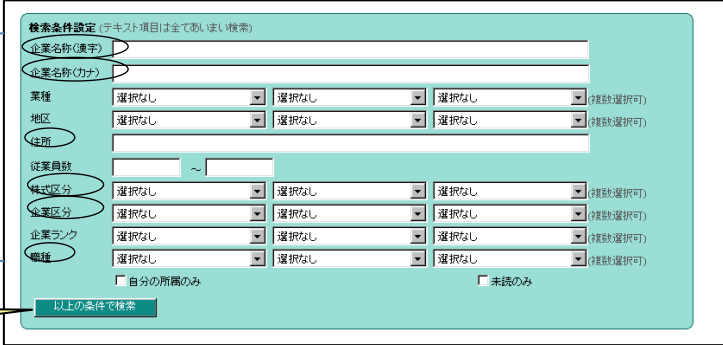 検索条件設定 (テキスト項目は全てあいまい検索)
企業名称(漢字)
企業名称(カナ)
業種 選択なし 選択なし 選択なし (複数選択可)
地区 選択なし 選択なし 選択なし (複数選択可)
住所
従業員数 ～
株式区分 選択なし 選択なし 選択なし (複数選択可)
企業区分 選択なし 選択なし 選択なし (複数選択可)
企業ランク 選択なし 選択なし 選択なし (複数選択可)
職種 選択なし 選択なし 選択なし (複数選択可)
自分の所属のみ 未読のみ
以上の条件で検索